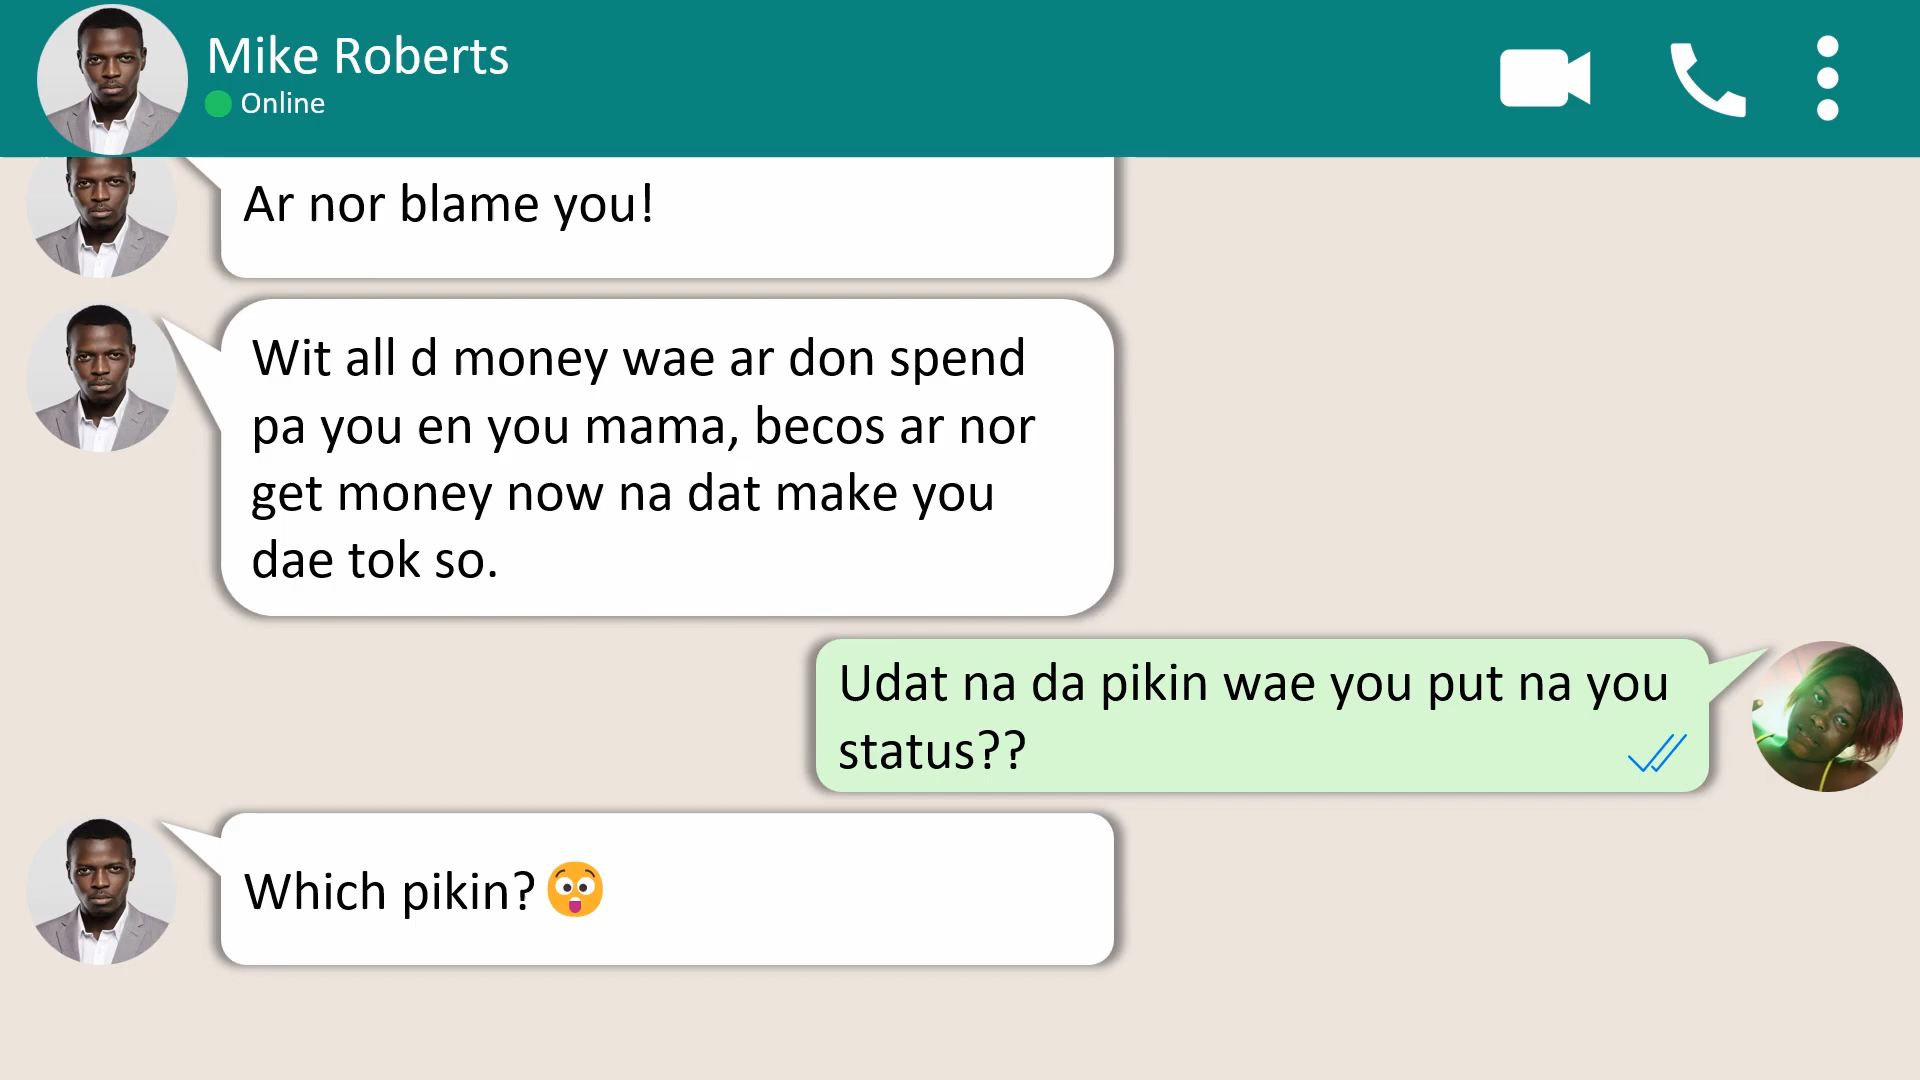 Mike Roberts
Online
Ar nor blame you!
Wit all d money wae ar don spend
pa you en you mama, becos ar nor
get money now na dat make you
dae tok so.
Udat na da pikin wae you put na you
status??
Which pikin?😲